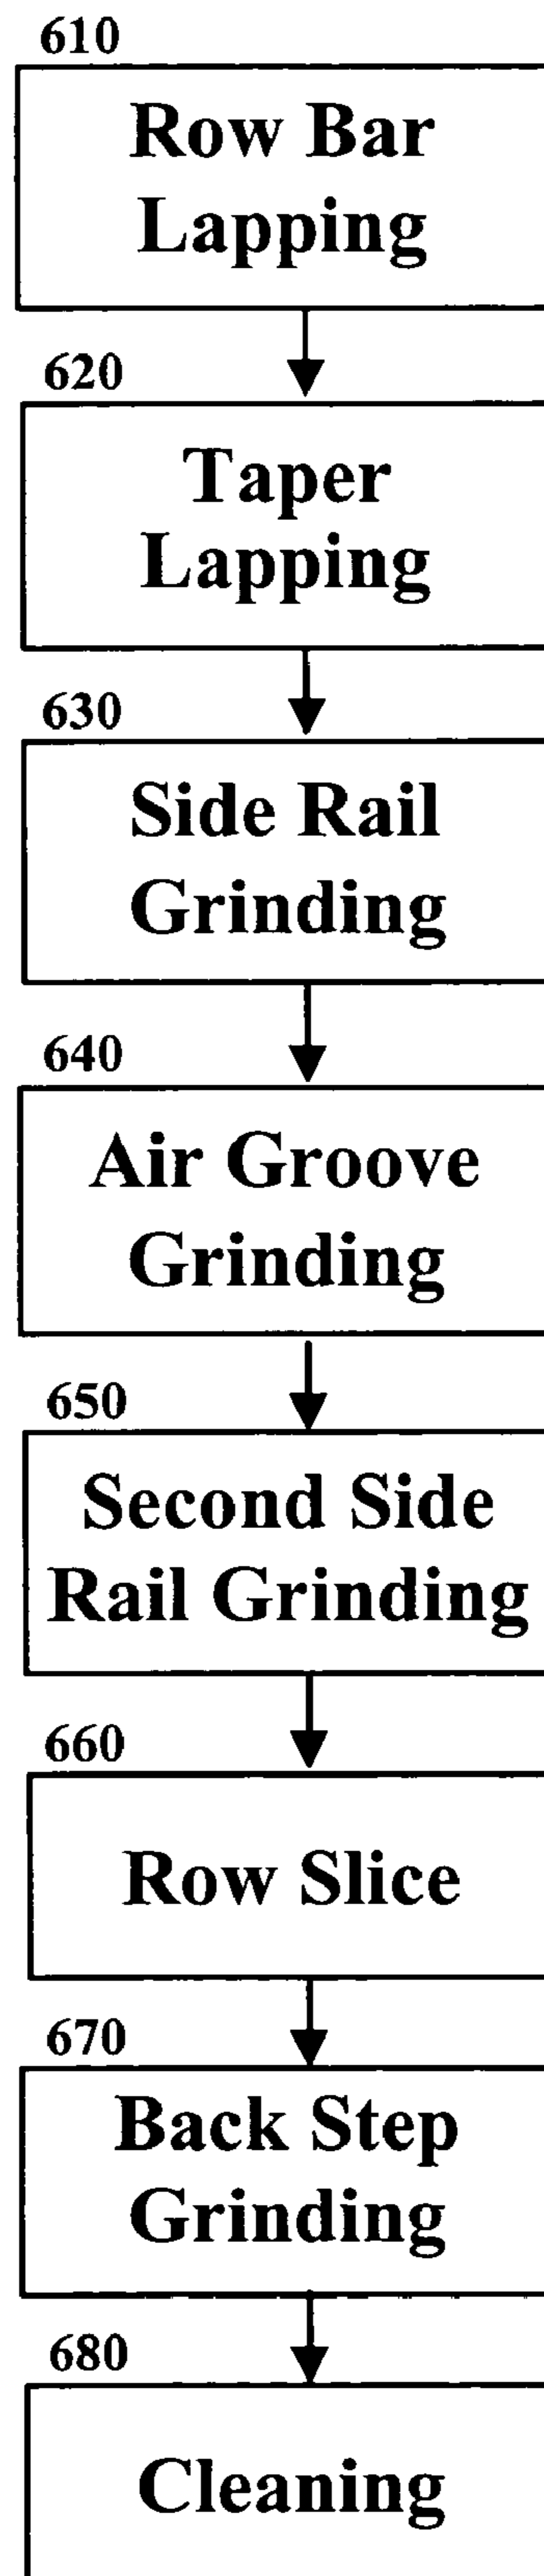 610
Row Bar
Lapping
620
Taper
Lapping
630
Side Rail
Grinding
640
Air Groove
Grinding
650
Second Side
Rail Grinding
660
Row Slice
670
Back Step
Grinding
680
Cleaning